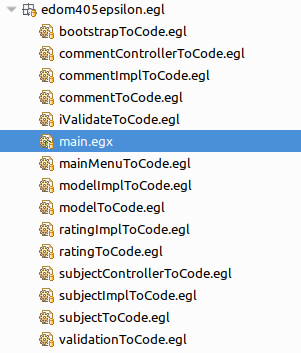 edom405epsilon.egl
bootstrapToCode.egl
commentControllerToCode.egl
commentImplToCode.egl
commentToCode.egl
iValidateToCode.egl
main.egx
mainMenuToCode.egl
modelImplToCode.egl
modelToCode.egl
ratingImplToCode.egl
ratingToCode.egl
subjectControllerToCode.egl
subjectImplToCode.egl
subjectToCode.egl
validationToCode.egl